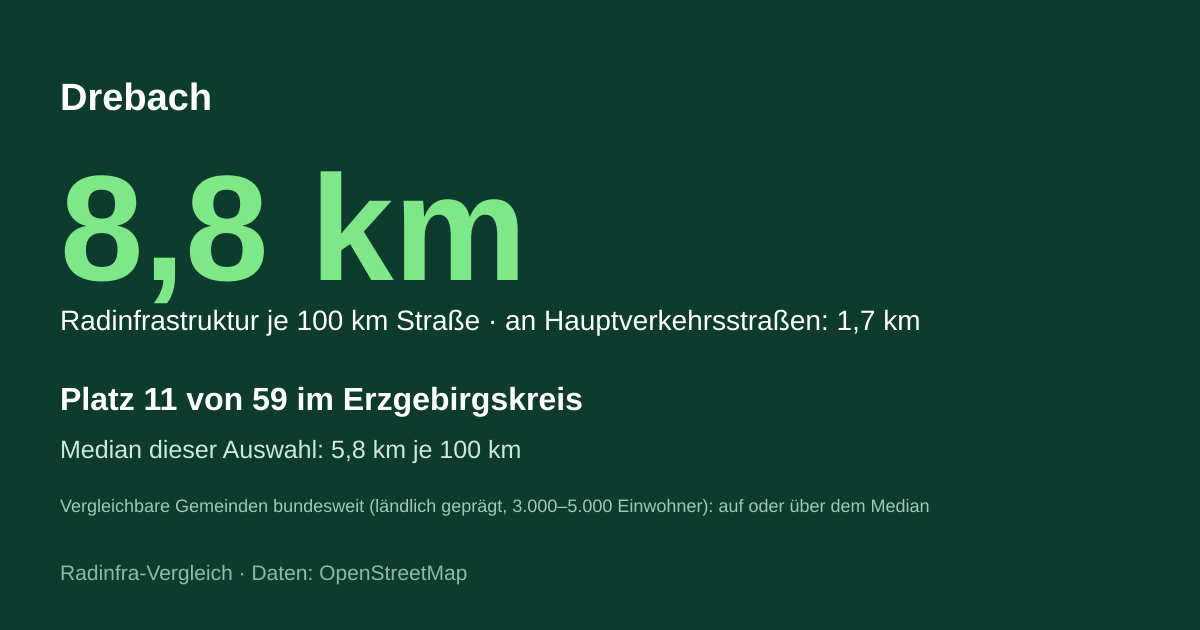 Drebach
8,8 km
Radinfrastruktur je 100 km Straße · an Hauptverkehrsstraßen: 1,7 km
Platz 11 von 59 im Erzgebirgskreis
Median dieser Auswahl: 5,8 km je 100 km
Vergleichbare Gemeinden bundesweit (ländlich geprägt, 3.000–5.000 Einwohner): auf oder über dem Median
Radinfra-Vergleich · Daten: OpenStreetMap